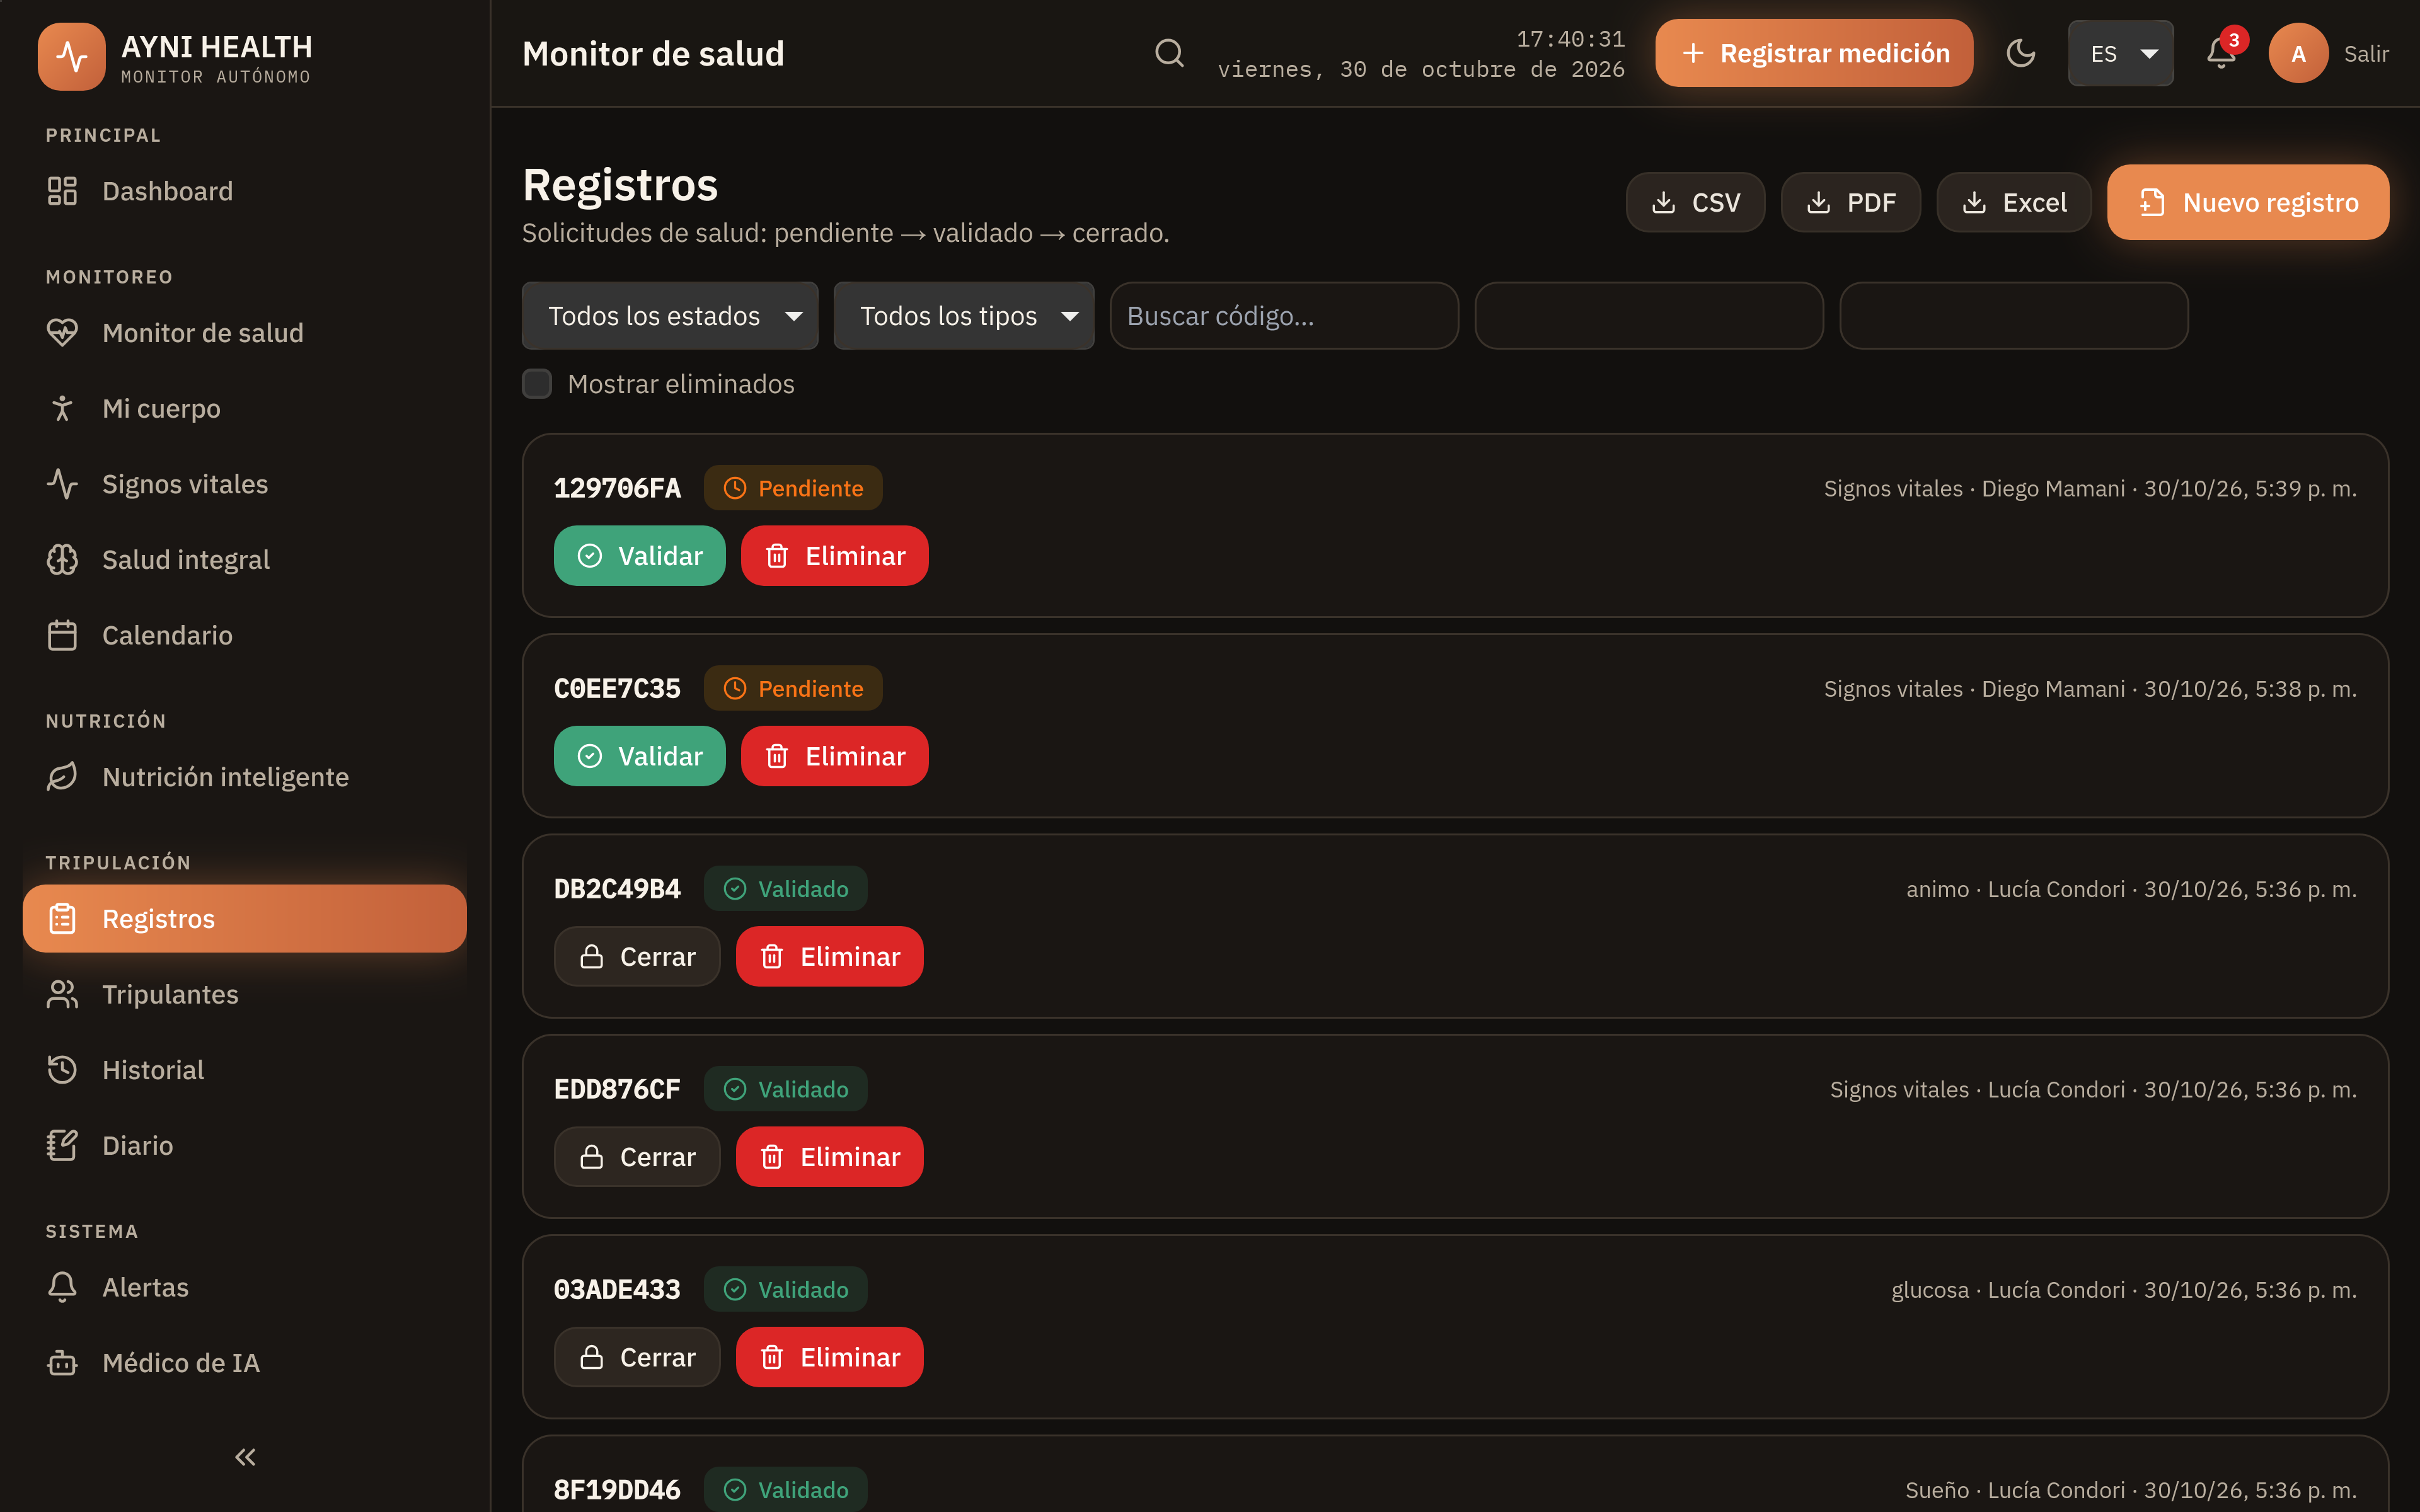 AYNI HEALTH
MONITOR AUTÓNOMO
PRINCIPAL
Dashboard
MONITOREO
Monitor de salud
Mi cuerpo
Signos vitales
Salud integral
Calendario
NUTRICIÓN
Nutrición inteligente
TRIPULACIÓN
Registros
Tripulantes
Historial
Diario
SISTEMA
Alertas
Médico de IA
Monitor de salud
17:40:31
viernes, 30 de octubre de 2026
Registrar medición
ES
3
A
Salir
Registros
Solicitudes de salud: pendiente → validado → cerrado.
CSV
PDF
Excel
Nuevo registro
Todos los estados
Todos los tipos
Buscar código...
Mostrar eliminados
129706FA Pendiente Signos vitales · Diego Mamani · 30/10/26, 5:39 p. m.
Validar Eliminar
C0EE7C35 Pendiente Signos vitales · Diego Mamani · 30/10/26, 5:38 p. m.
Validar Eliminar
DB2C49B4 Validado animo · Lucía Condori · 30/10/26, 5:36 p. m.
Cerrar Eliminar
EDD876CF Validado Signos vitales · Lucía Condori · 30/10/26, 5:36 p. m.
Cerrar Eliminar
03ADE433 Validado glucosa · Lucía Condori · 30/10/26, 5:36 p. m.
Cerrar Eliminar
8F19DD46 Validado Sueño · Lucía Condori · 30/10/26, 5:36 p. m.